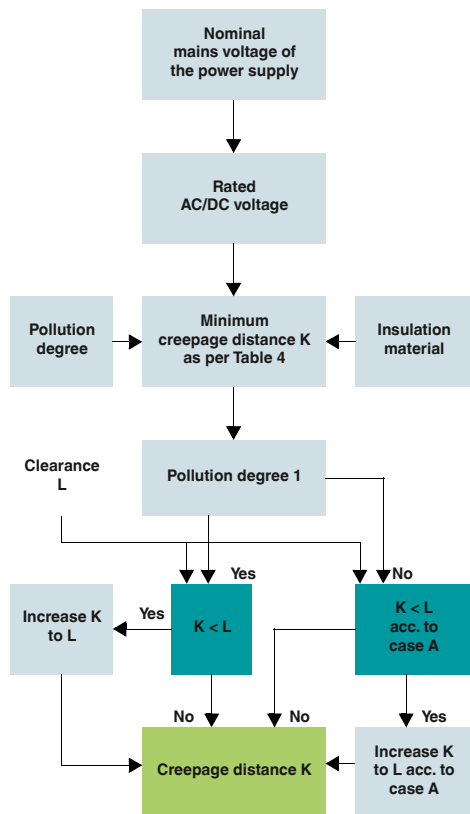 Nominal
mains voltage of
the power supply
Rated
AC/DC voltage
Pollution
degree
Minimum
creepage distance K
as per Table 4
Insulation
material
Clearance
L
Pollution degree 1
Yes
No
Increase K
to L
Yes
K < L
K < L
acc. to
case A
No
No
Yes
Creepage distance K
Increase K
to L acc. to
case A